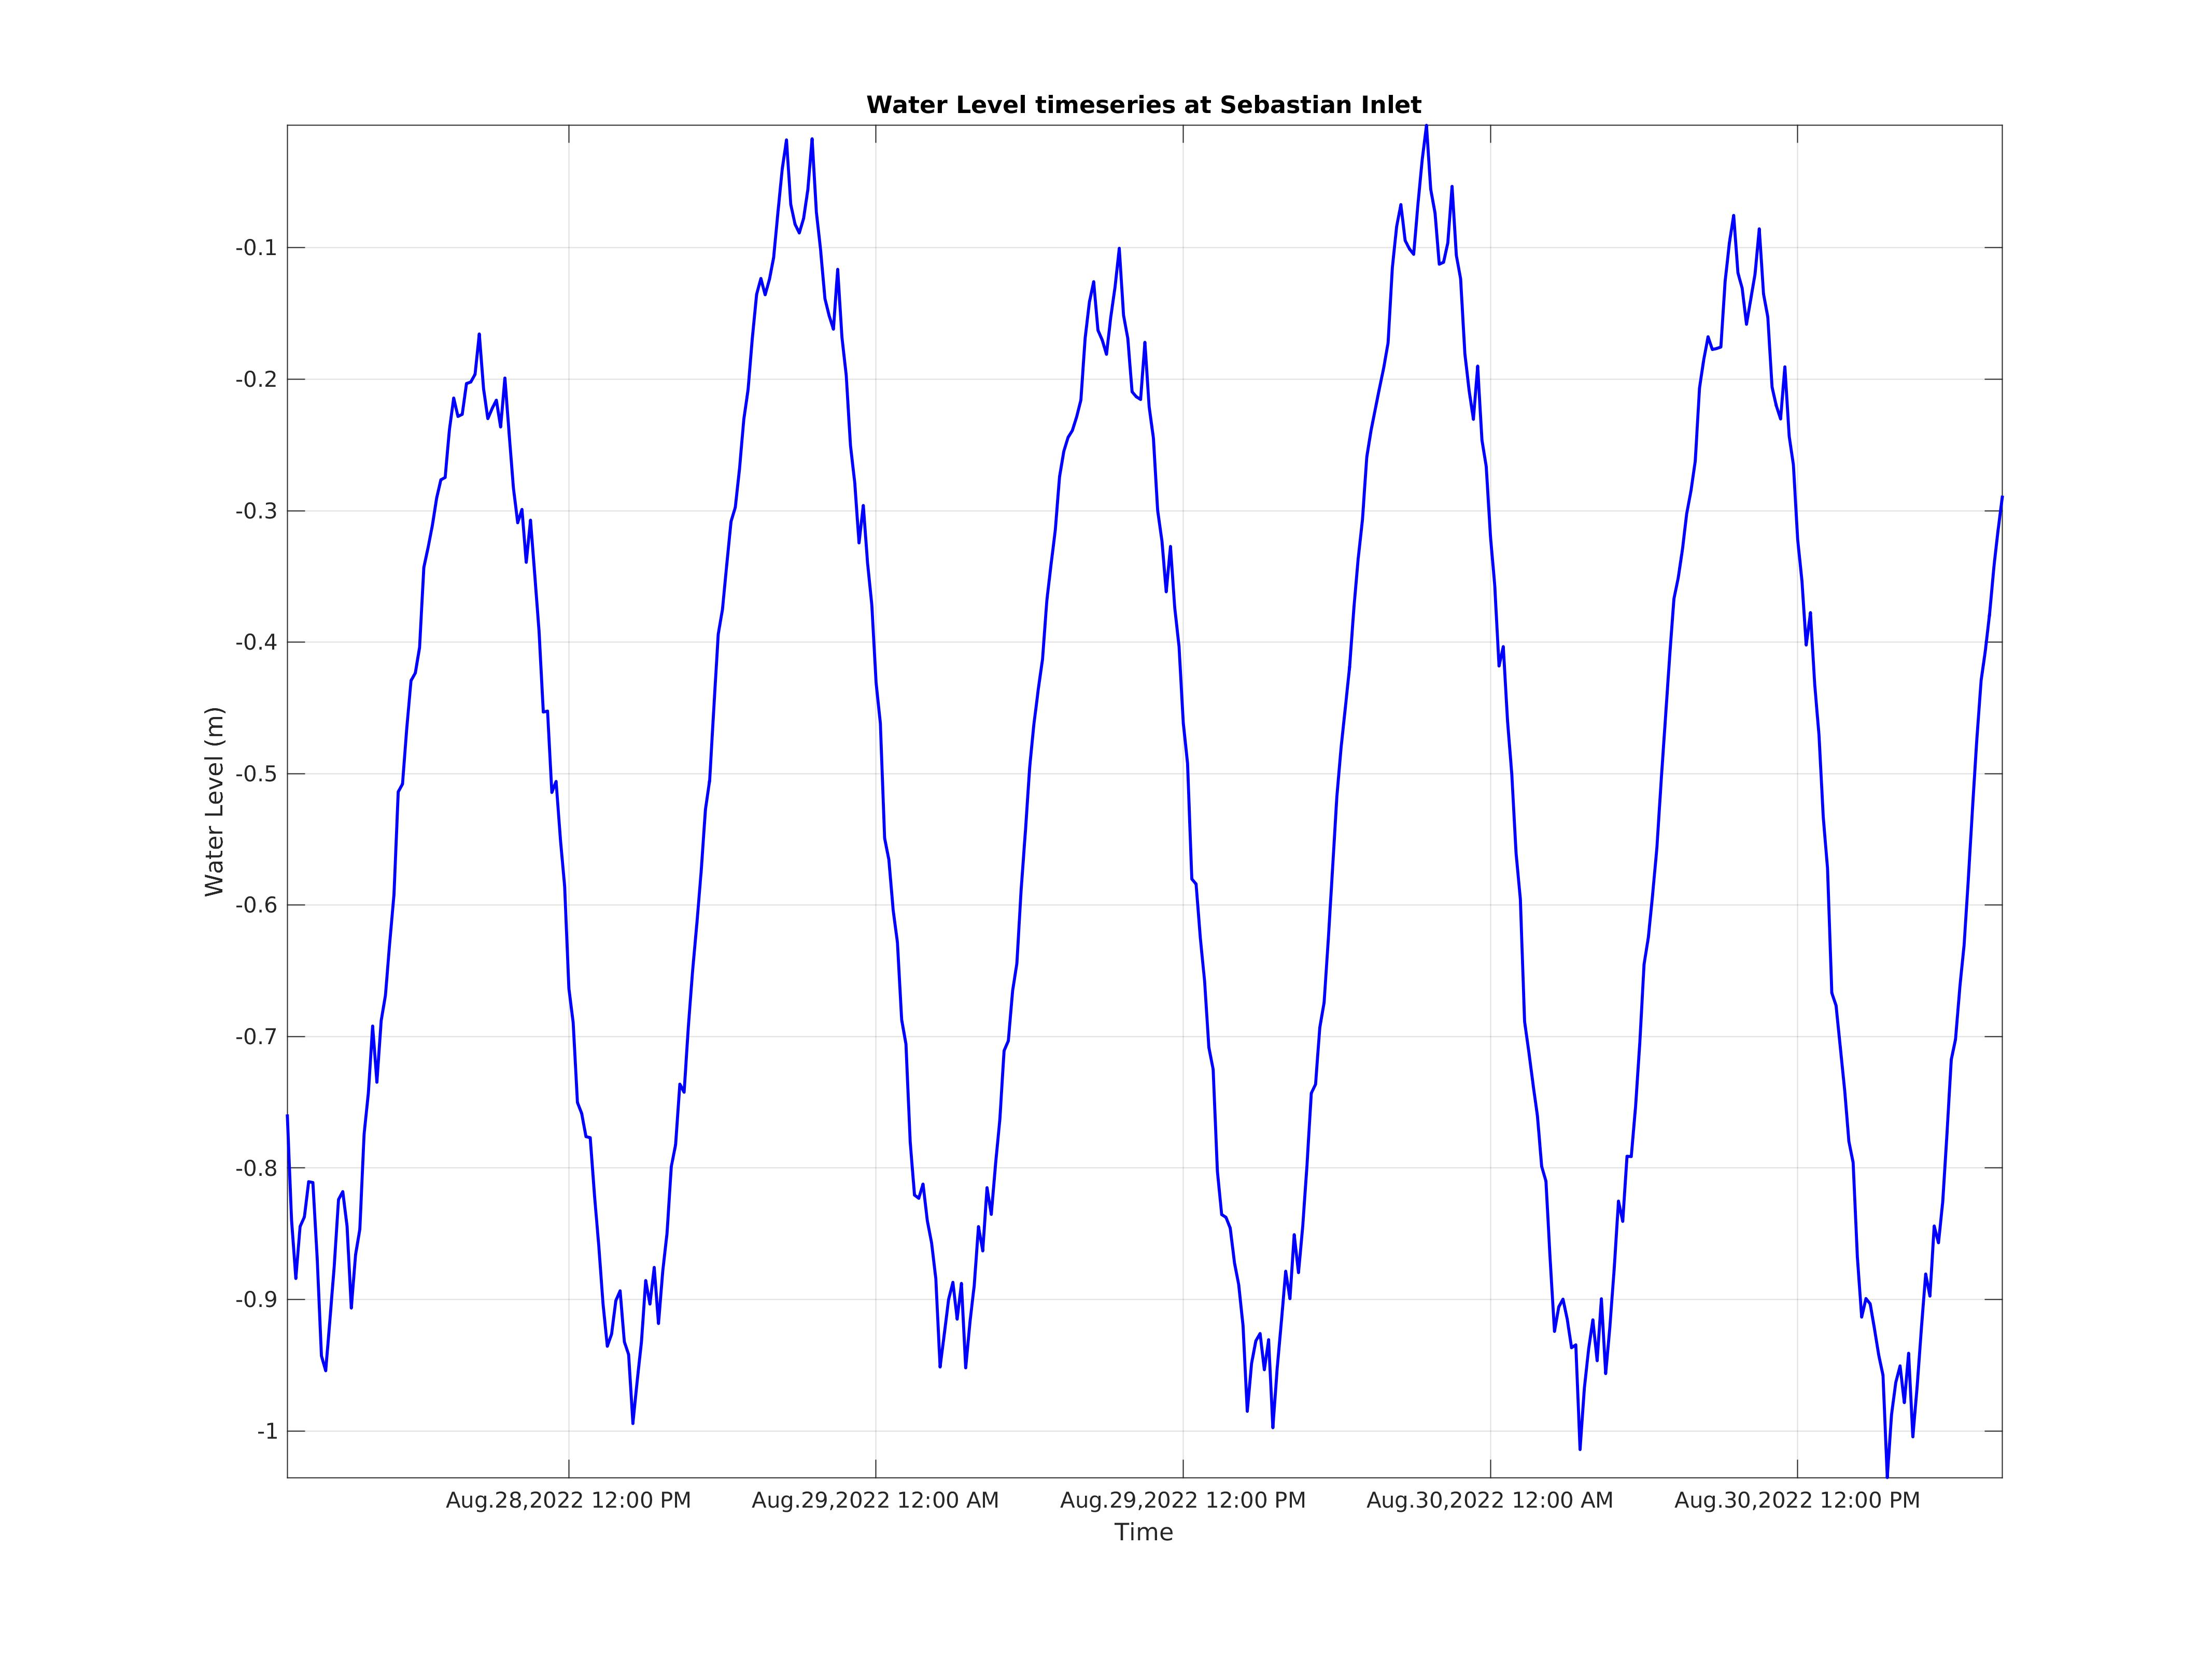 Water Level timeseries at Sebastian Inlet
-0.1
-0.2
-0.3
-0.4
-0.5
-0.6
-0.7
-0.8
-0.9
-1
Water Level (m)
Aug.28,2022 12:00 PM
Aug.29,2022 12:00 AM
Aug.29,2022 12:00 PM
Aug.30,2022 12:00 AM
Aug.30,2022 12:00 PM
Time